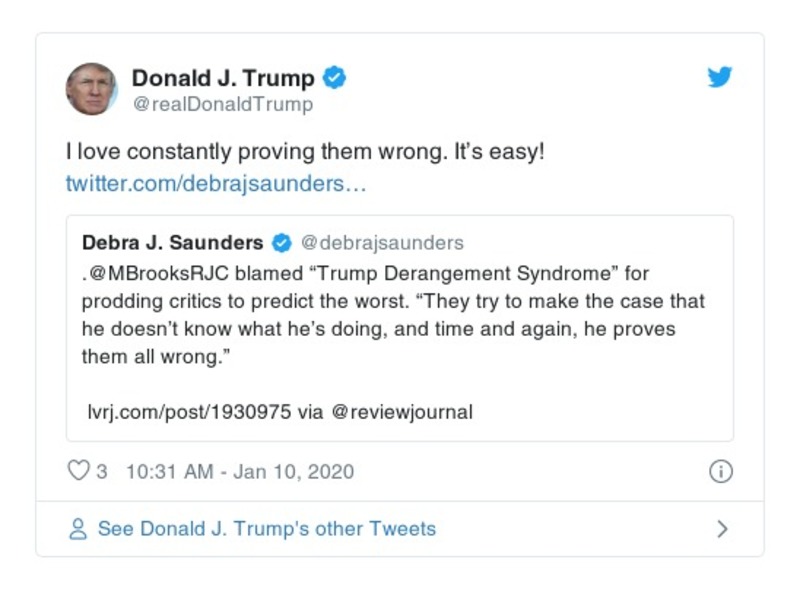 Donald J. Trump
@realDonaldTrump
I love constantly proving them wrong. It’s easy!
twitter.com/debrajsaunders…
Debra J. Saunders @debrajsaunders
.@MBrooksRJC blamed “Trump Derangement Syndrome” for
prodding critics to predict the worst. “They try to make the case that
he doesn’t know what he’s doing, and time and again, he proves
them all wrong.”
lvrj.com/post/1930975 via @reviewjournal
3 10:31 AM - Jan 10, 2020
See Donald J. Trump's other Tweets